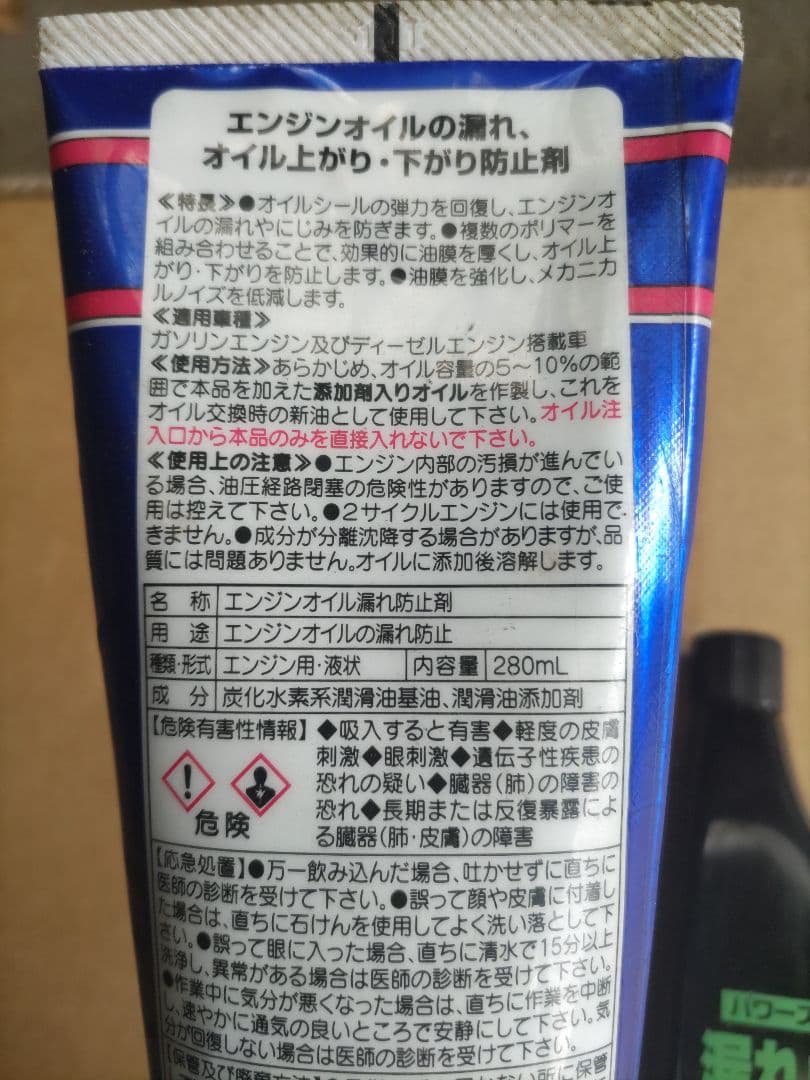 エンジンオイルの漏れ、
オイル上がり・下がり防止剤
≪特長≫●オイルシールの弾力を回復し、エンジンオ
イルの漏れやにじみを防ぎます。●複数のポリマーを
組み合わせることで、効果的に油膜を厚くし、オイル上
がり・下がりを防止します。●油膜を強化し、メカニカ
ルノイズを低減します。
≪適用車種≫
ガソリンエンジン及びディーゼルエンジン搭載車
≪使用方法≫あらかじめ、オイル容量の5～10%の範
囲で本品を加えた添加剤入りオイルを作製し、これを
オイル交換時の新油として使用して下さい。オイル注
入口から本品のみを直接入れないで下さい。
≪使用上の注意≫●エンジン内部の汚損が進んでい
る場合、油圧経路閉塞の危険性がありますので、ご使
用は控えて下さい。●2サイクルエンジンには使用で
きません。●成分が分離沈降する場合がありますが、品
質には問題ありません。オイルに添加後溶解します。
名 称 エンジンオイル漏れ防止剤
用 途 エンジンオイルの漏れ防止
種類・形式 エンジン用・液状 内容量 280mL
成 分 炭化水素系潤滑油基油、潤滑油添加剤
【危険有害性情報】◆吸入すると有害◆軽度の皮膚
刺激◆眼刺激◆遺伝子性疾患の
恐れの疑い◆臓器(肺)の障害の
恐れ◆長期または反復暴露によ
る臓器(肺・皮膚)の障害
危険
【応急処置】●万一飲み込んだ場合、吐かせずに直ちに
医師の診断を受けて下さい。●誤って顔や皮膚に付着し
た場合は、直ちに石けんを使用してよく洗い落として下
さい。●誤って眼に入った場合、直ちに清水で15分以上
洗浄し、異常がある場合は医師の診断を受けて下さい。
●作業中に気分が悪くなった場合は、直ちに作業を中断
し、速やかに通気の良いところで安静にして下さい。気
分が回復しない場合は医師の診断を受けて下さい。
【保管及び廃棄方法】
い所に保管
パワース
漏れ